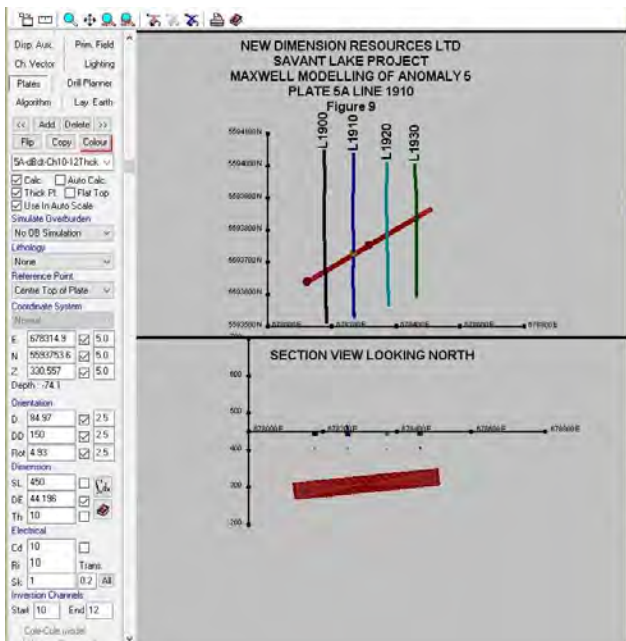 Disp. Aux. Prim. Field
Ch. Vector Lighting
Plates Drill Planner
Algorithm Lay. Earth
<< Add Delete >>
Flip Copy Colour
Calc. Auto Calc.
Thick Pl. Flat Top
Use In Auto Scale
Simulate Overburden
No OB Simulation
Lithology
None
Reference Point
Centre Top of Plate
Coordinate System
Normal
E 678314.9 5.0
N 5593753.6 5.0
Z 330.557 5.0
Depth: -74.1
Orientation
D 84.97 2.5
DD 150 2.5
Rot 4.93 2.5
Dimension
SL 450
DE 44.196
Th 10
Electrical
Cd 10
Ri 10 Trans.
Sk 1 0.2 All
Inversion Channels
Start 10 End 12
Cole-Cole model
NEW DIMENSION RESOURCES LTD
SAVANT LAKE PROJECT
MAXWELL MODELLING OF ANOMALY 5
PLATE 5A LINE 1910
Figure 9
L1900
L1910
L1920
L1930
SECTION VIEW LOOKING NORTH
600
500
400
300
200